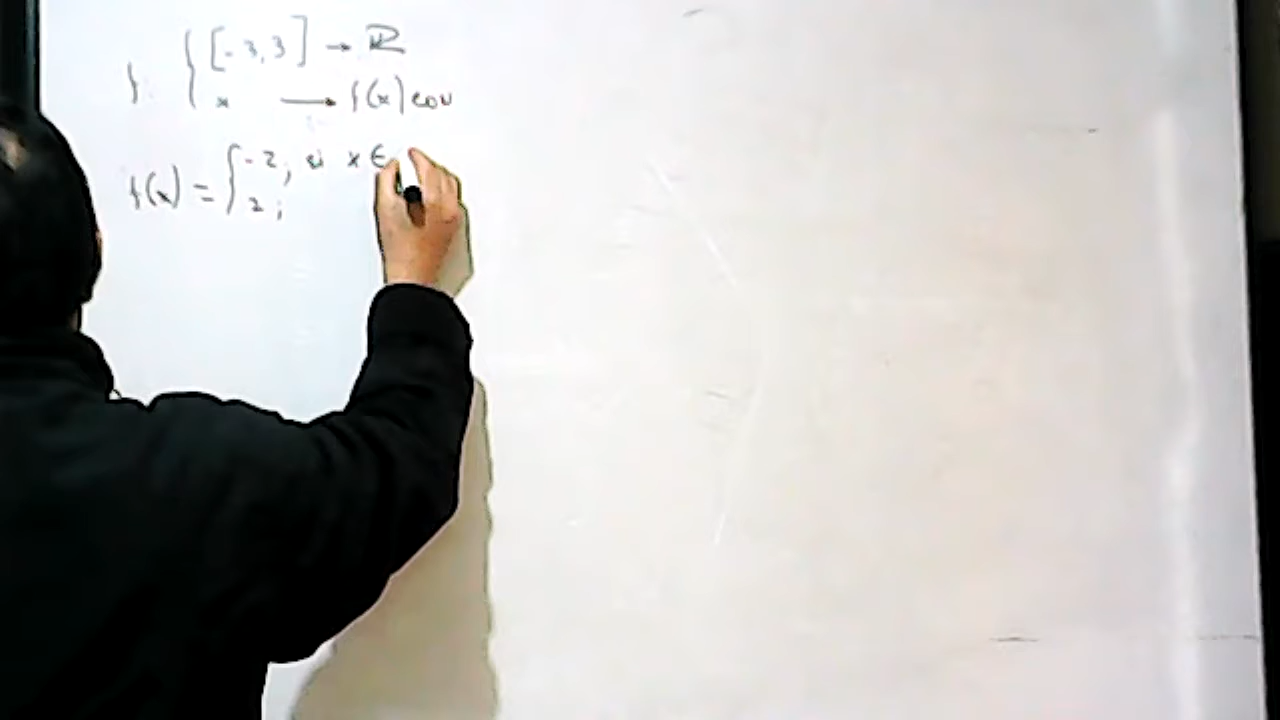 f: { [-3,3] → ℝ
x → f(x) con
f(x) = { -2; si x ∈
2;